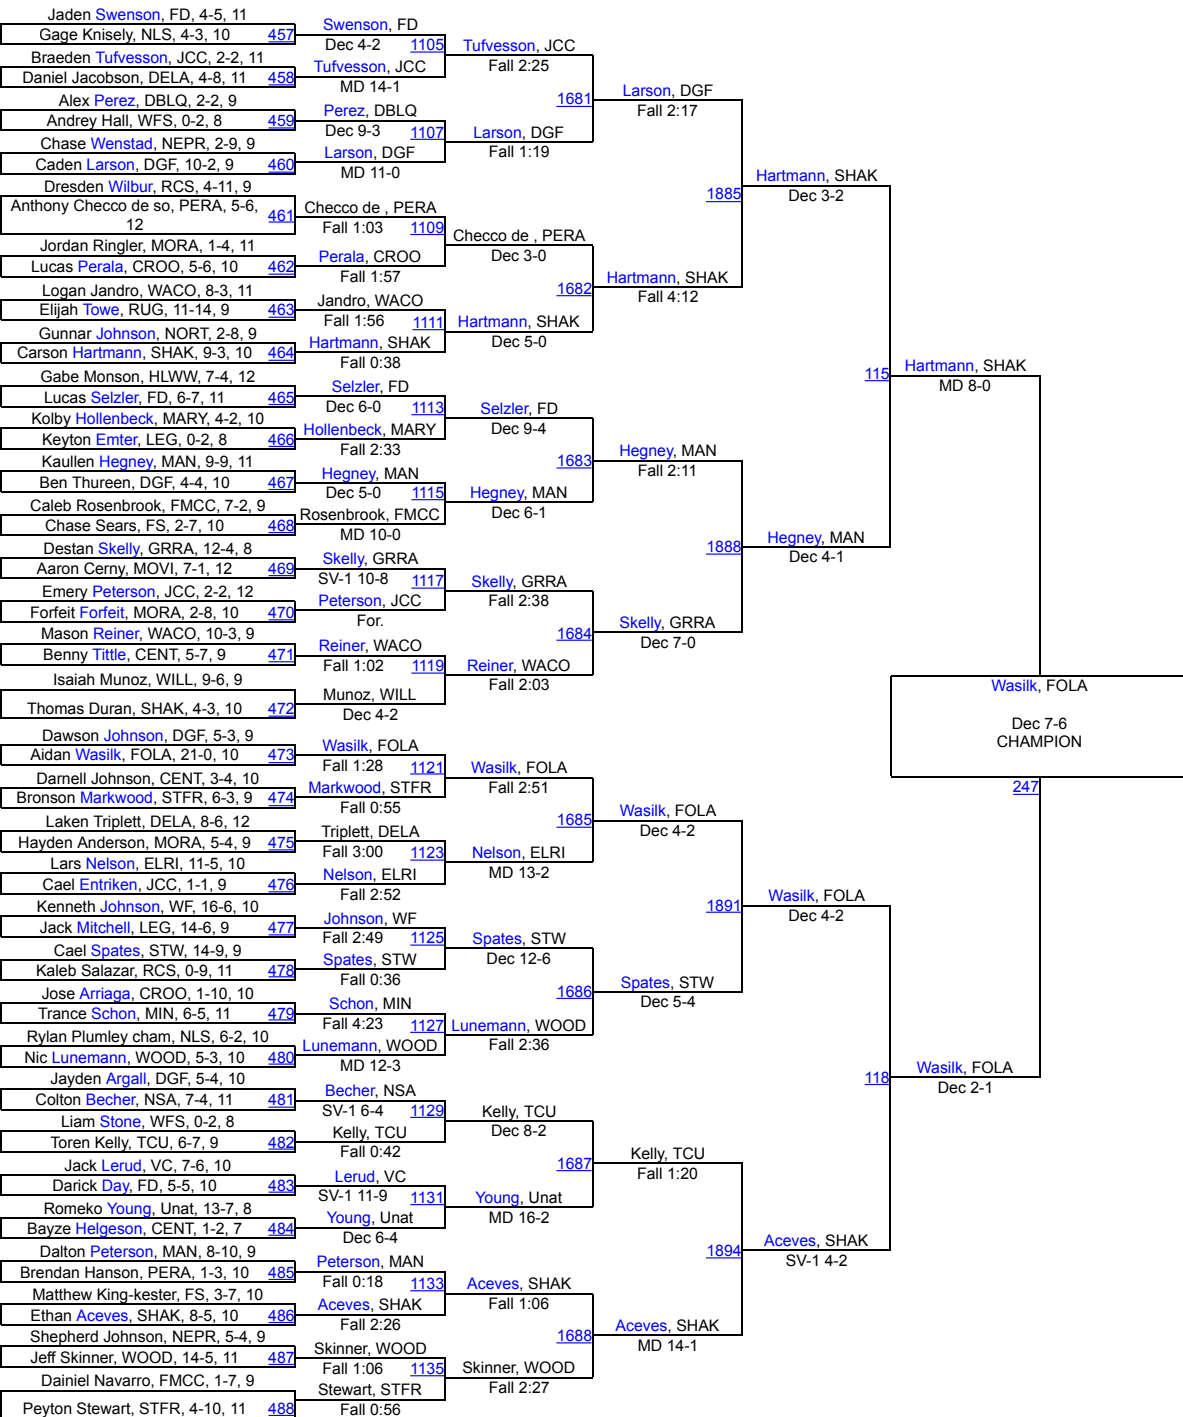 Jaden Swenson, FD, 4-5, 11
Gage Knisely, NLS, 4-3, 10 457
Braeden Tufvesson, JCC, 2-2, 11
Daniel Jacobson, DELA, 4-8, 11 458
Alex Perez, DBLQ, 2-2, 9
Andrey Hall, WFS, 0-2, 8 459
Chase Wenstad, NEPR, 2-9, 9
Caden Larson, DGF, 10-2, 9 460
Dresden Wilbur, RCS, 4-11, 9
Anthony Checco de so, PERA, 5-6,
12 461
Jordan Ringler, MORA, 1-4, 11
Lucas Perala, CROO, 5-6, 10 462
Logan Jandro, WACO, 8-3, 11
Elijah Towe, RUG, 11-14, 9 463
Gunnar Johnson, NORT, 2-8, 9
Carson Hartmann, SHAK, 9-3, 10 464
Gabe Monson, HLWW, 7-4, 12
Lucas Selzler, FD, 6-7, 11 465
Kolby Hollenbeck, MARY, 4-2, 10
Keyton Emter, LEG, 0-2, 8 466
Kaullen Hegney, MAN, 9-9, 11
Ben Thureen, DGF, 4-4, 10 467
Caleb Rosenbrook, FMCC, 7-2, 9
Chase Sears, FS, 2-7, 10 468
Destan Skelly, GRRA, 12-4, 8
Aaron Cerny, MOVI, 7-1, 12 469
Emery Peterson, JCC, 2-2, 12
Forfeit Forfeit, MORA, 2-8, 10 470
Mason Reiner, WACO, 10-3, 9
Benny Tittle, CENT, 5-7, 9 471
Isaiah Munoz, WILL, 9-6, 9
Thomas Duran, SHAK, 4-3, 10 472
Dawson Johnson, DGF, 5-3, 9
Aidan Wasilk, FOLA, 21-0, 10 473
Darnell Johnson, CENT, 3-4, 10
Bronson Markwood, STFR, 6-3, 9 474
Laken Triplett, DELA, 8-6, 12
Hayden Anderson, MORA, 5-4, 9 475
Lars Nelson, ELRI, 11-5, 10
Cael Entriken, JCC, 1-1, 9 476
Kenneth Johnson, WF, 16-6, 10
Jack Mitchell, LEG, 14-6, 9 477
Cael Spates, STW, 14-9, 9
Kaleb Salazar, RCS, 0-9, 11 478
Jose Arriaga, CROO, 1-10, 10
Trance Schon, MIN, 6-5, 11 479
Rylan Plumley cham, NLS, 6-2, 10
Nic Lunemann, WOOD, 5-3, 10 480
Jayden Argall, DGF, 5-4, 10
Colton Becher, NSA, 7-4, 11 481
Liam Stone, WFS, 0-2, 8
Toren Kelly, TCU, 6-7, 9 482
Jack Lerud, VC, 7-6, 10
Darick Day, FD, 5-5, 10 483
Romeko Young, Unat, 13-7, 8
Bayze Helgeson, CENT, 1-2, 7 484
Dalton Peterson, MAN, 8-10, 9
Brendan Hanson, PERA, 1-3, 10 485
Matthew King-kester, FS, 3-7, 10
Ethan Aceves, SHAK, 8-5, 10 486
Shepherd Johnson, NEPR, 5-4, 9
Jeff Skinner, WOOD, 14-5, 11 487
Dainiel Navarro, FMCC, 1-7, 9
Peyton Stewart, STFR, 4-10, 11 488
Swenson, FD
Dec 4-2 1105
Tufvesson, JCC
MD 14-1
Perez, DBLQ
Dec 9-3 1107
Larson, DGF
MD 11-0
Checco de , PERA
Fall 1:03 1109
Perala, CROO
Fall 1:57
Jandro, WACO
Fall 1:56 1111
Hartmann, SHAK
Fall 0:38
Selzler, FD
Dec 6-0 1113
Hollenbeck, MARY
Fall 2:33
Hegney, MAN
Dec 5-0 1115
Rosenbrook, FMCC
MD 10-0
Skelly, GRRA
SV-1 10-8 1117
Peterson, JCC
For.
Reiner, WACO
Fall 1:02 1119
Munoz, WILL
Dec 4-2
Wasilk, FOLA
Fall 1:28 1121
Markwood, STFR
Fall 0:55
Triplett, DELA
Fall 3:00 1123
Nelson, ELRI
Fall 2:52
Johnson, WF
Fall 2:49 1125
Spates, STW
Fall 0:36
Schon, MIN
Fall 4:23 1127
Lunemann, WOOD
MD 12-3
Becher, NSA
SV-1 6-4 1129
Kelly, TCU
Fall 0:42
Lerud, VC
SV-1 11-9 1131
Young, Unat
Dec 6-4
Peterson, MAN
Fall 0:18 1133
Aceves, SHAK
Fall 2:26
Skinner, WOOD
Fall 1:06 1135
Stewart, STFR
Fall 0:56
Tufvesson, JCC
Fall 2:25
1681
Larson, DGF
Fall 1:19
Checco de , PERA
Dec 3-0
1682
Hartmann, SHAK
Dec 5-0
Selzler, FD
Dec 9-4
1683
Hegney, MAN
Dec 6-1
Skelly, GRRA
Fall 2:38
1684
Reiner, WACO
Fall 2:03
Wasilk, FOLA
Fall 2:51
1685
Nelson, ELRI
MD 13-2
Spates, STW
Dec 12-6
1686
Lunemann, WOOD
Fall 2:36
Kelly, TCU
Dec 8-2
1687
Young, Unat
MD 16-2
Aceves, SHAK
Fall 1:06
1688
Skinner, WOOD
Fall 2:27
Larson, DGF
Fall 2:17
1885
Hartmann, SHAK
Fall 4:12
Hegney, MAN
Fall 2:11
1888
Skelly, GRRA
Dec 7-0
Wasilk, FOLA
Dec 4-2
1891
Spates, STW
Dec 5-4
Kelly, TCU
Fall 1:20
1894
Aceves, SHAK
MD 14-1
Hartmann, SHAK
Dec 3-2
115
Hegney, MAN
Dec 4-1
Wasilk, FOLA
Dec 4-2
118
Aceves, SHAK
SV-1 4-2
Hartmann, SHAK
MD 8-0
Wasilk, FOLA
Dec 2-1
Wasilk, FOLA
Dec 7-6
CHAMPION
247